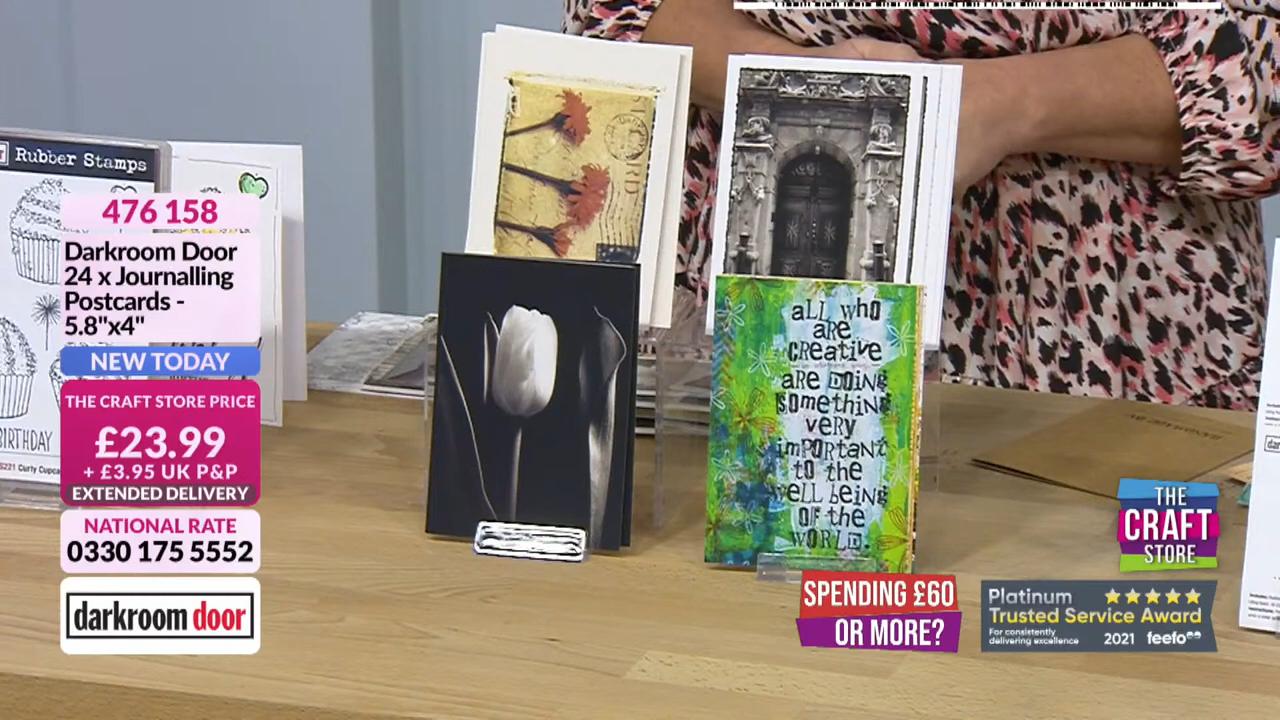 Rubber Stamps
BIRTHDAY
S221 Curly Cupca
476 158
Darkroom Door
24 x Journalling
Postcards -
5.8"x4"
NEW TODAY
THE CRAFT STORE PRICE
£23.99
+ £3.95 UK P&P
EXTENDED DELIVERY
NATIONAL RATE
0330 175 5552
darkroom door
aLL who
are
creative
are DOING
something
very
important
to the
well being
of the
WORLD.
THE
CRAFT
STORE
SPENDING £60
OR MORE?
Platinum
Trusted Service Award
For consistently
delivering excellence
2021 feefo